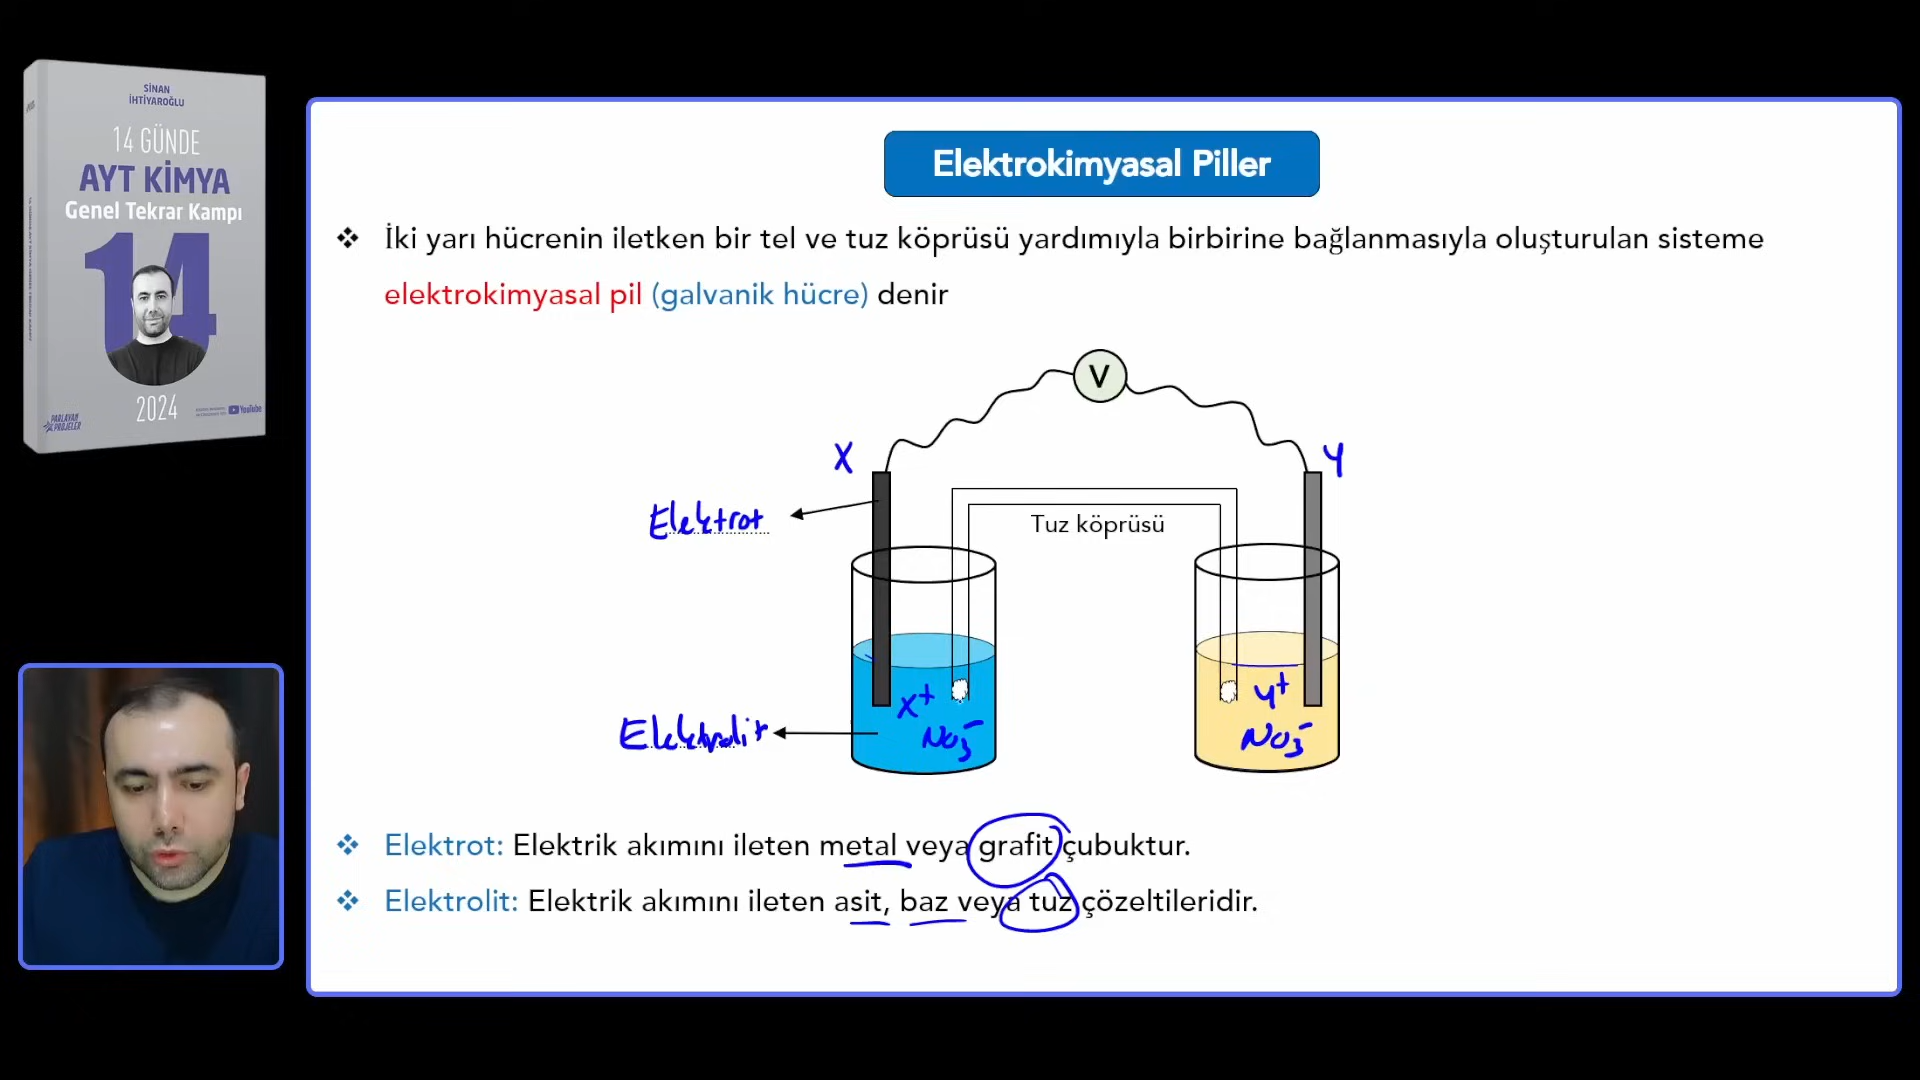 SİNAN
İHTİYAROĞLU
14 GÜNDE
AYT KİMYA
Genel Tekrar Kampı
14
2024
PARLAYAN
PROJELER
YouTube
Elektrokimyasal Piller
❖ İki yarı hücrenin iletken bir tel ve tuz köprüsü yardımıyla birbirine bağlanmasıyla oluşturulan sisteme
elektrokimyasal pil (galvanik hücre) denir
V
X
Y
Elektrot
Tuz köprüsü
X⁺
Y⁺
Elektrolit
NO₃⁻
NO₃⁻
❖ Elektrot: Elektrik akımını ileten metal veya grafit çubuktur.
❖ Elektrolit: Elektrik akımını ileten asit, baz veya tuz çözeltileridir.